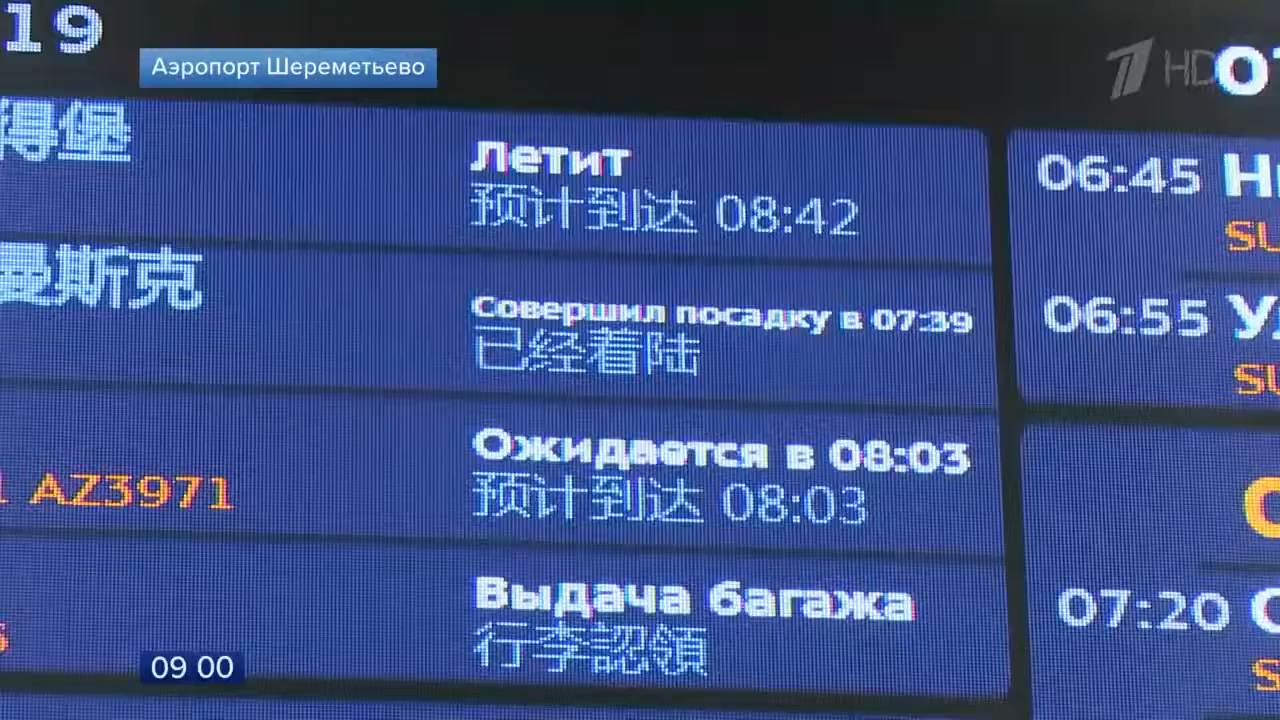 19
Аэропорт Шереметьево
HD
得堡
летит
预计到达 08:42
曼斯克
Совершил посадку в 07:39
已经着陆
AZ3971
Ожидается в 08:03
预计到达 08:03
Выдача багажа
行李認領
09 00
06:45
SU
06:55
SU
07:20